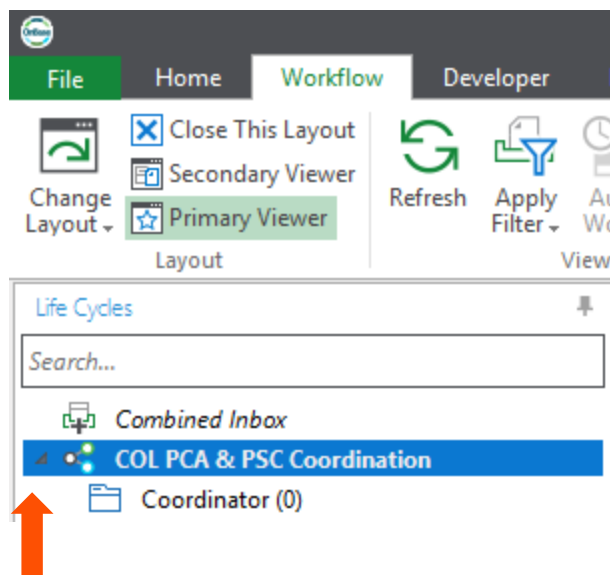 OnBase
File Home Workflow Developer
Close This Layout
Secondary Viewer
Primary Viewer
Change
Layout
Refresh
Apply
Filter
Layout
View
Life Cycles
Search...
Combined Inbox
COL PCA & PSC Coordination
Coordinator (0)